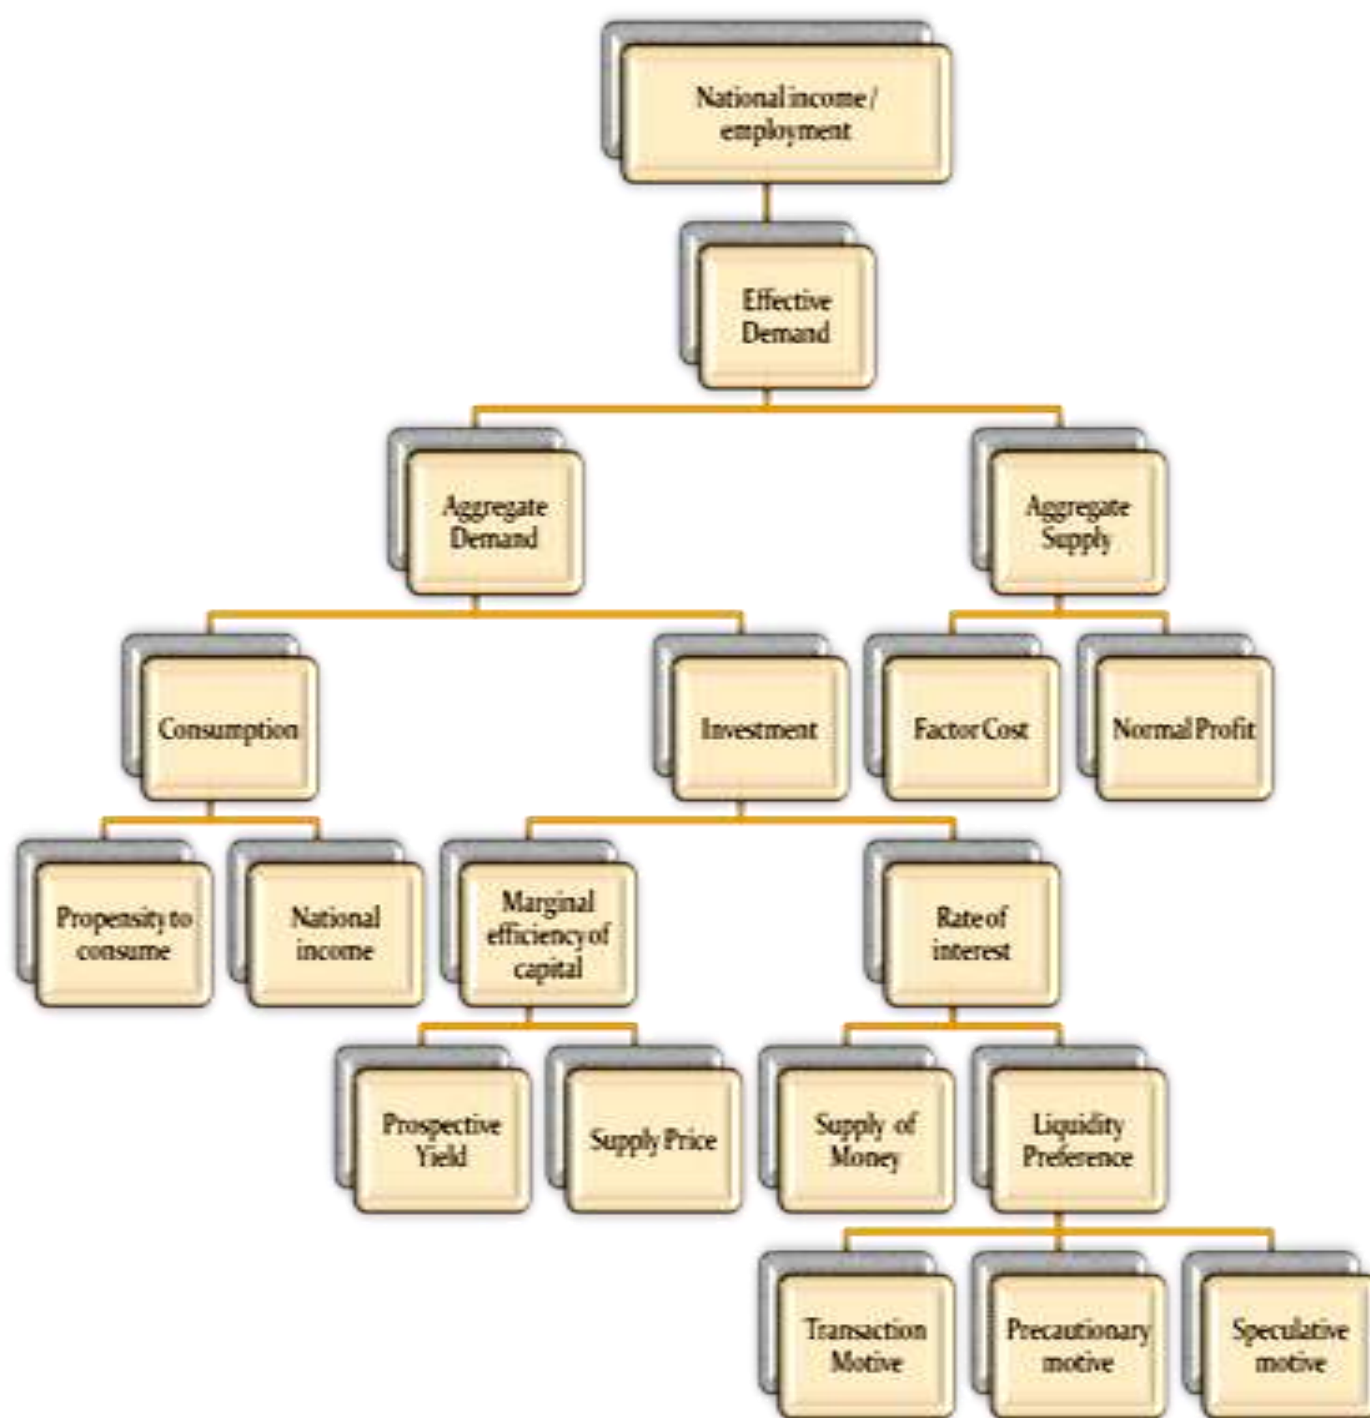 National income /
employment
Effective
Demand
Aggregate
Demand
Aggregate
Supply
Consumption
Investment
Factor Cost
Normal Profit
Propensity to
consume
National
income
Marginal
efficiency of
capital
Rate of
interest
Prospective
Yield
Supply Price
Supply of
Money
Liquidity
Preference
Transaction
Motive
Precautionary
motive
Speculative
motive